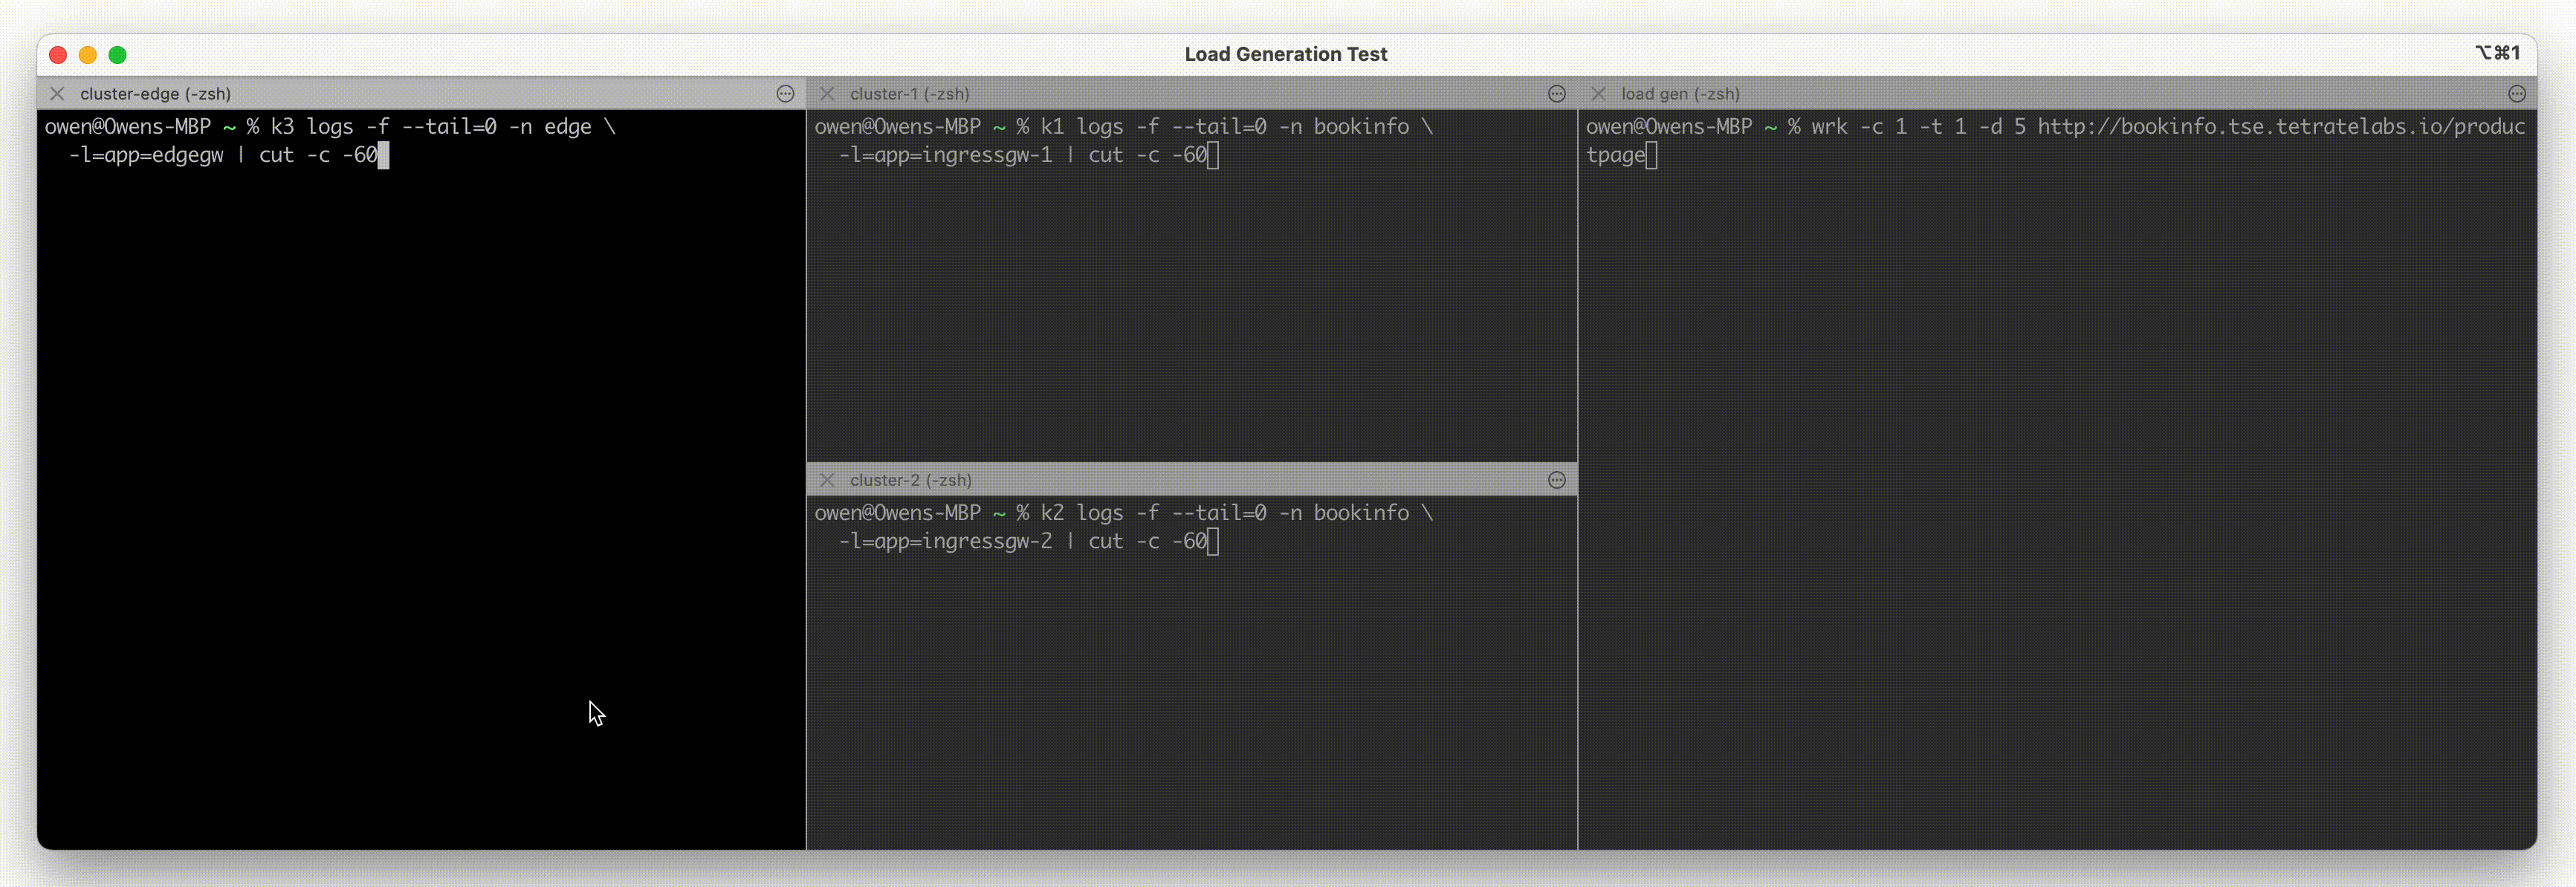 Load Generation Test
⌥⌘1
cluster-edge (-zsh)
owen@Owens-MBP ~ % k3 logs -f --tail=0 -n edge \
-l=app=edgegw | cut -c -60
cluster-1 (-zsh)
owen@Owens-MBP ~ % k1 logs -f --tail=0 -n bookinfo \
-l=app=ingressgw-1 | cut -c -60
cluster-2 (-zsh)
owen@Owens-MBP ~ % k2 logs -f --tail=0 -n bookinfo \
-l=app=ingressgw-2 | cut -c -60
load gen (-zsh)
owen@Owens-MBP ~ % wrk -c 1 -t 1 -d 5 http://bookinfo.tse.tetratelabs.io/produc
tpage